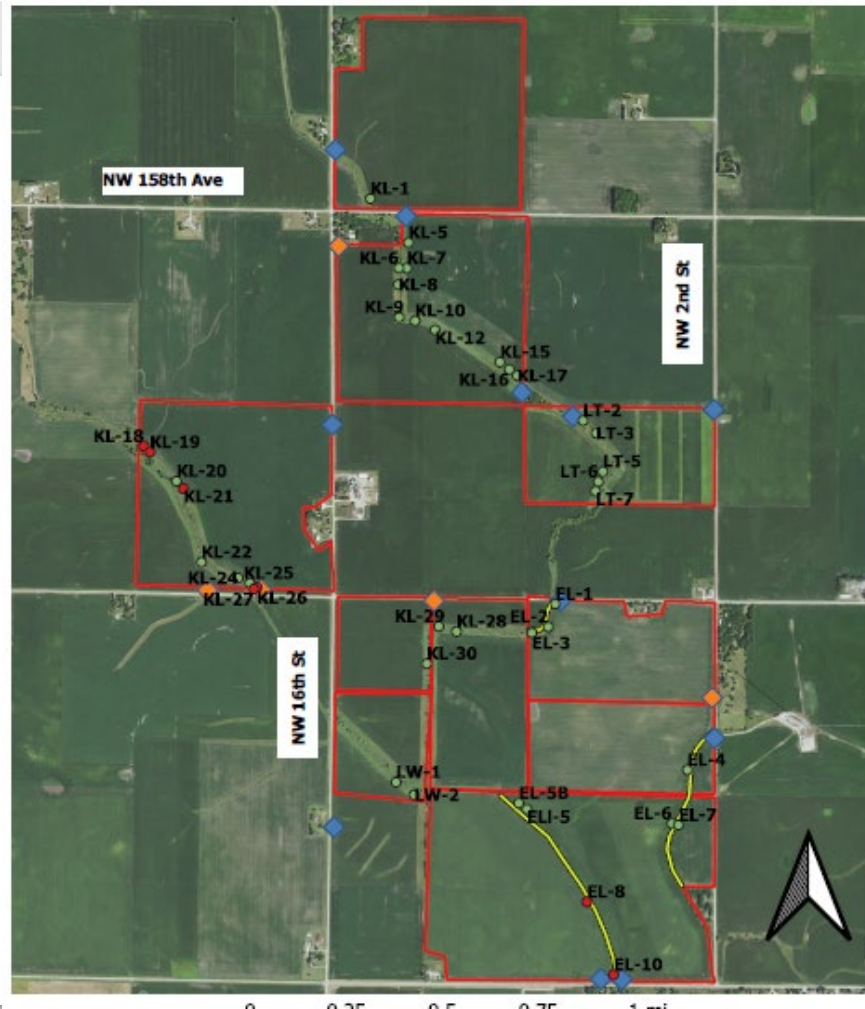 KL-1
NW 158th Ave
KL-5
KL-6
KL-7
KL-8
KL-9
KL-10
KL-12
NW 2nd St
KL-15
KL-16
KL-17
LT-2
LT-3
KL-18
KL-19
LT-5
KL-20
LT-6
KL-21
LT-7
KL-22
KL-24
KL-25
KL-27
KL-26
EL-1
KL-29
KL-28
EL-2
EL-3
KL-30
NW 16th St
EL-4
LW-1
LW-2
EL-5B
ELI-5
EL-6
EL-7
EL-8
EL-10
0 0.25 0.5 0.75 1 mi